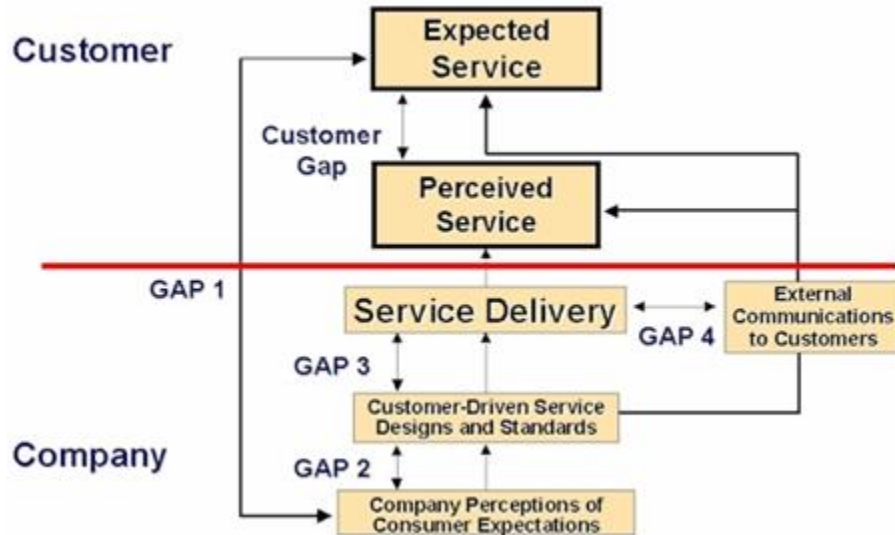 Customer
Expected
Service
Customer
Gap
Perceived
Service
GAP 1
Service Delivery
GAP 4
External
Communications
to Customers
GAP 3
Customer-Driven Service
Designs and Standards
Company
GAP 2
Company Perceptions of
Consumer Expectations